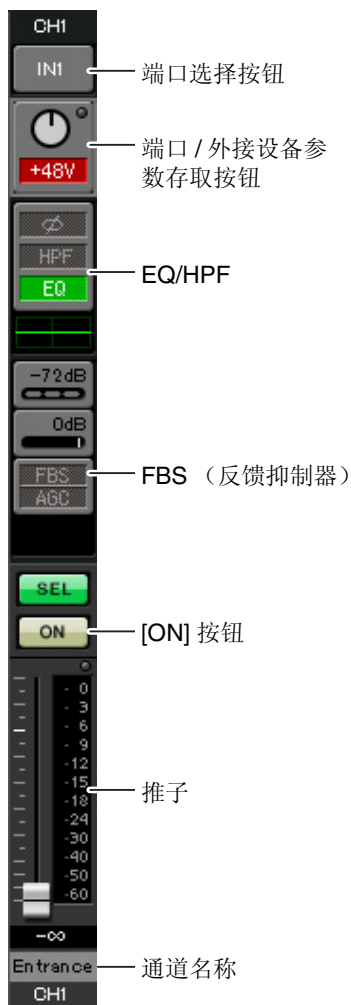 CH1
IN1
端口选择按钮
+48V
端口 / 外接设备参
数存取按钮
HPF
EQ
EQ/HPF
-72dB
0dB
FBS
AGC
FBS （反馈抑制器）
SEL
ON
[ON] 按钮
- 0
- 3
- 6
- 9
-12
-15
-18
-24
-30
-40
-50
-60
推子
-∞
Entrance
通道名称
CH1